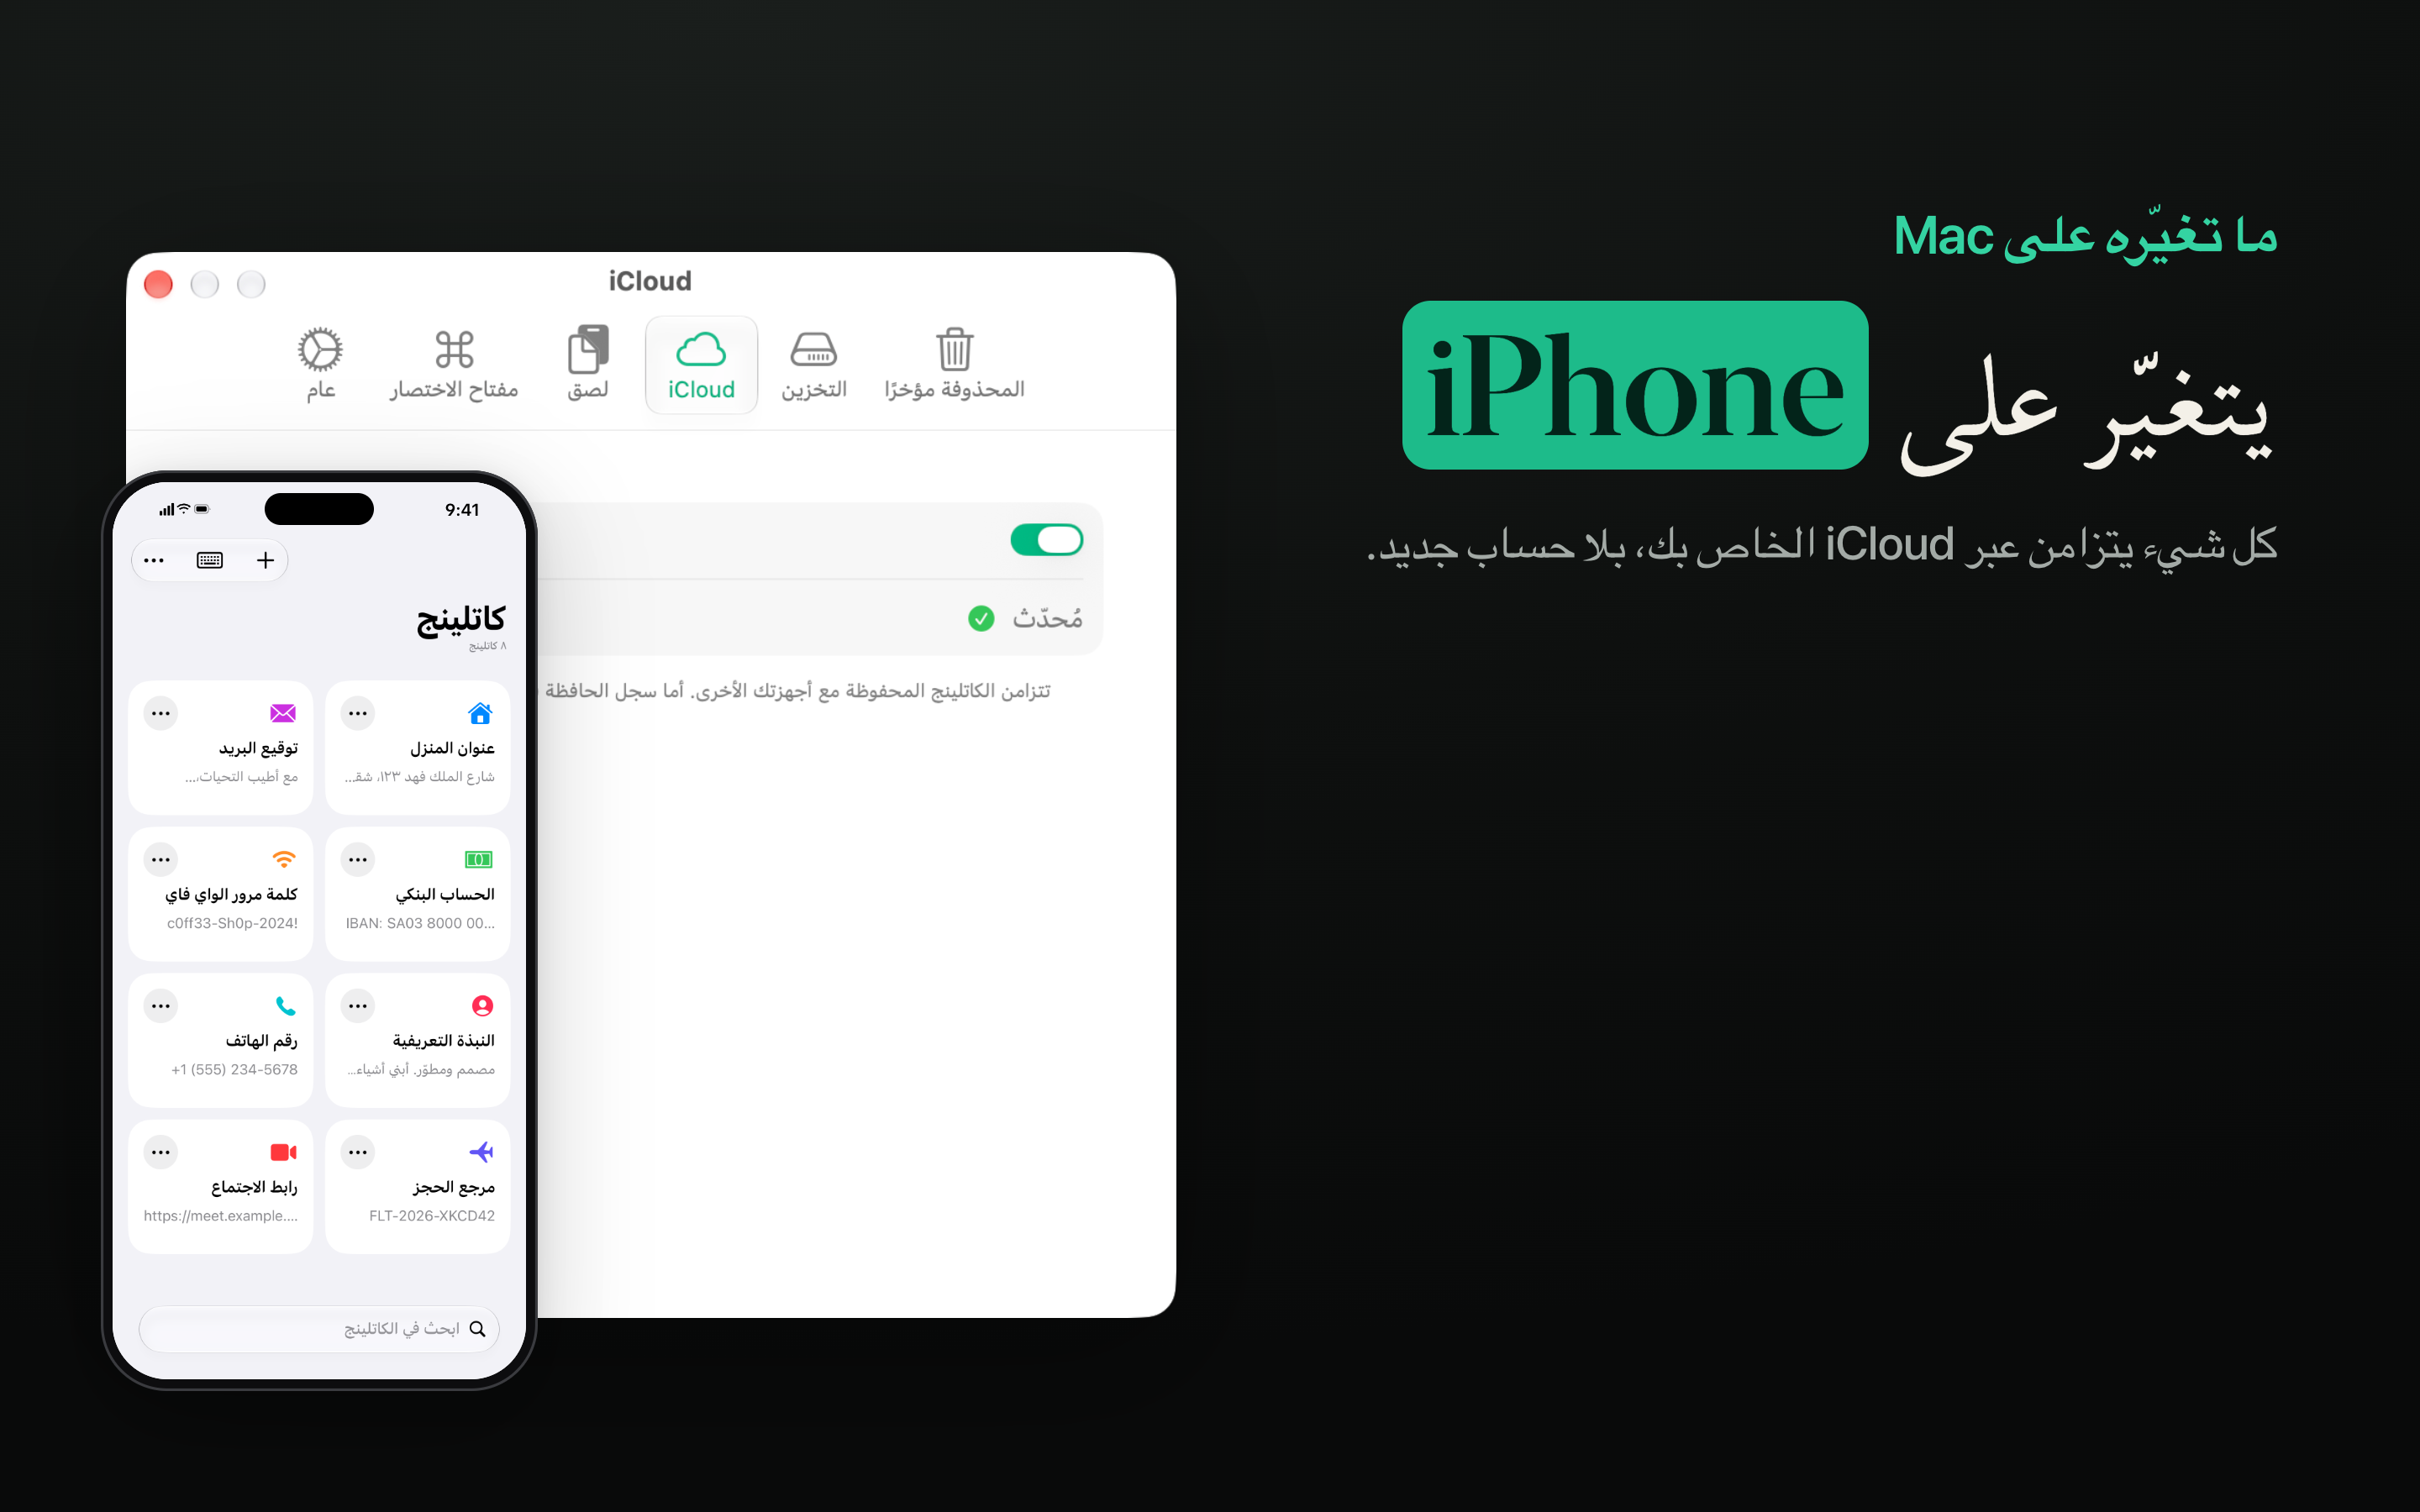 ما تغيّره على Mac
يتغيّر على iPhone
كل شيء يتزامن عبر iCloud الخاص بك، بلا حساب جديد.
iCloud
عام
مفتاح الاختصار
لصق
iCloud
التخزين
المحذوفة مؤخرًا
مُحدّث
تتزامن الكاتلينج المحفوظة مع أجهزتك الأخرى. أما سجل الحافظة
9:41
كاتلينج
٨ كاتلينج
عنوان المنزل
شارع الملك فهد ١٢٣، شقـ...
توقيع البريد
مع أطيب التحيات،...
الحساب البنكي
IBAN: SA03 8000 00...
كلمة مرور الواي فاي
c0ff33-Sh0p-2024!
النبذة التعريفية
مصمم ومطوّر. أبني أشياء...
رقم الهاتف
+1 (555) 234-5678
مرجع الحجز
FLT-2026-XKCD42
رابط الاجتماع
https://meet.example....
ابحث في الكاتلينج